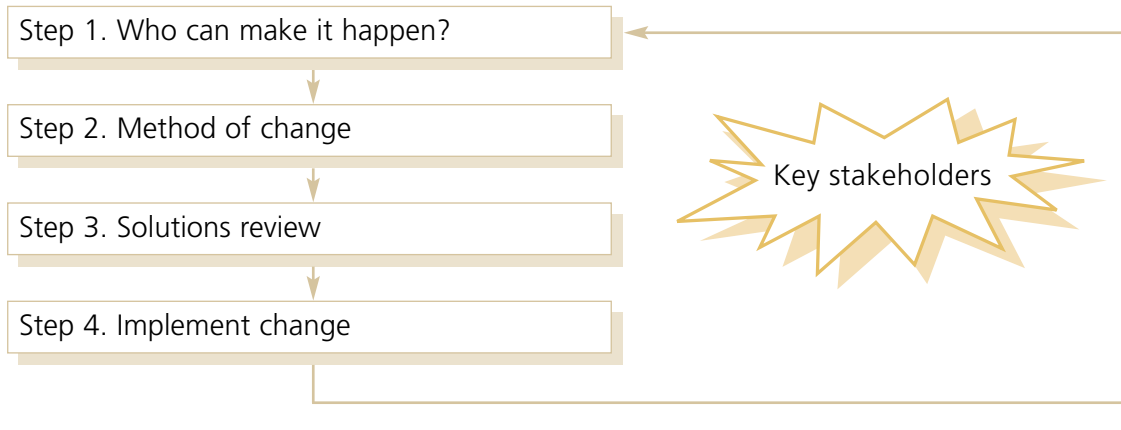 Step 1. Who can make it happen?
Step 2. Method of change
Key stakeholders
Step 3. Solutions review
Step 4. Implement change